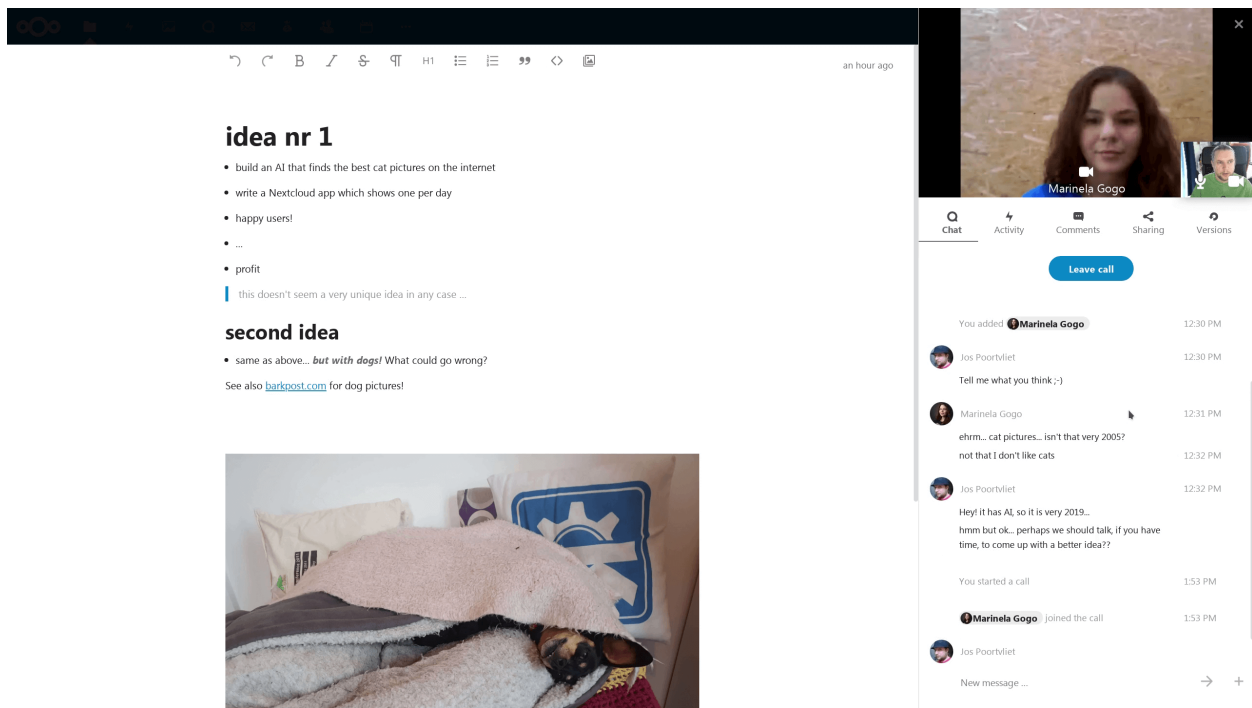 H1
an hour ago
idea nr 1
• build an AI that finds the best cat pictures on the internet
• write a Nextcloud app which shows one per day
• happy users!
• ...
• profit
this doesn't seem a very unique idea in any case ...
second idea
• same as above... but with dogs! What could go wrong?
See also barkpost.com for dog pictures!
Marinela Gogo
Chat
Activity
Comments
Sharing
Versions
Leave call
You added Marinela Gogo 12:30 PM
Jos Poortvliet 12:30 PM
Tell me what you think ;-)
Marinela Gogo 12:31 PM
ehrm... cat pictures... isn't that very 2005?
not that I don't like cats 12:32 PM
Jos Poortvliet 12:32 PM
Hey! it has AI, so it is very 2019...
hmm but ok... perhaps we should talk, if you have
time, to come up with a better idea??
You started a call 1:53 PM
Marinela Gogo joined the call 1:53 PM
Jos Poortvliet
New message ...